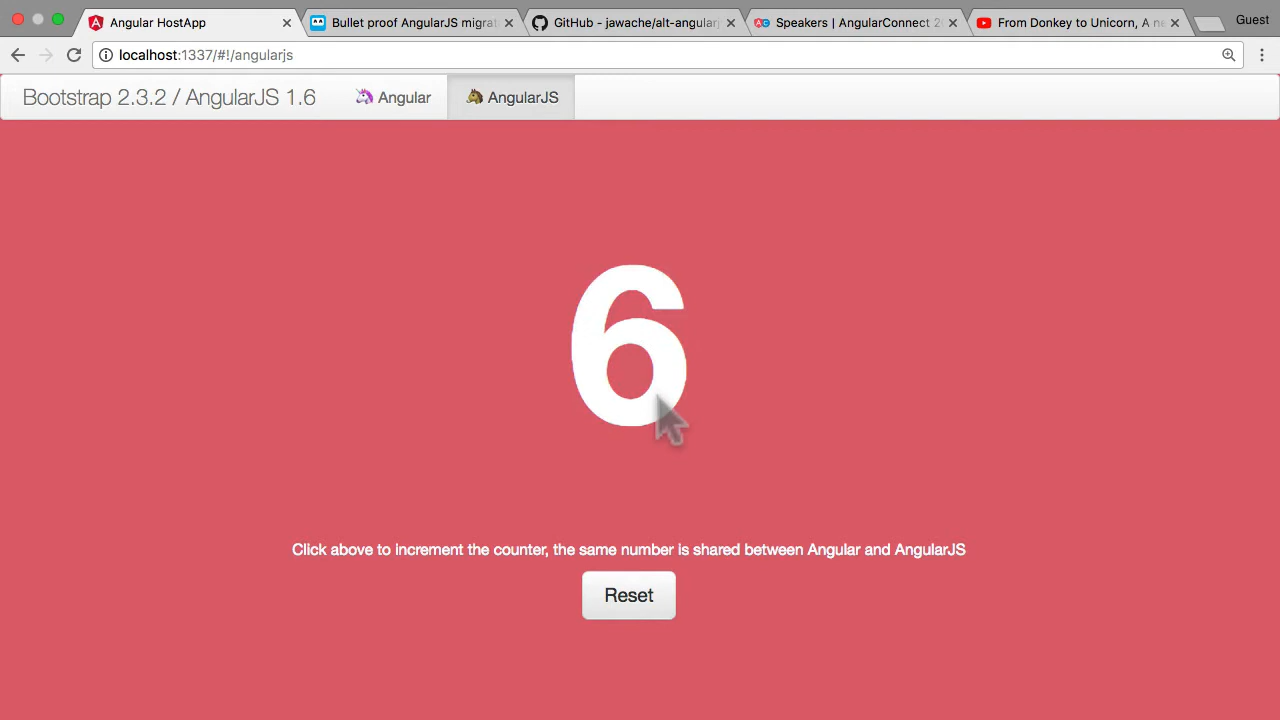 Angular HostApp
Bullet proof AngularJS migrat
GitHub - jawache/alt-angularj
Speakers | AngularConnect 20
From Donkey to Unicorn, A ne
Guest
localhost:1337/#!/angularjs
Bootstrap 2.3.2 / AngularJS 1.6
Angular
AngularJS
6
Click above to increment the counter, the same number is shared between Angular and AngularJS
Reset